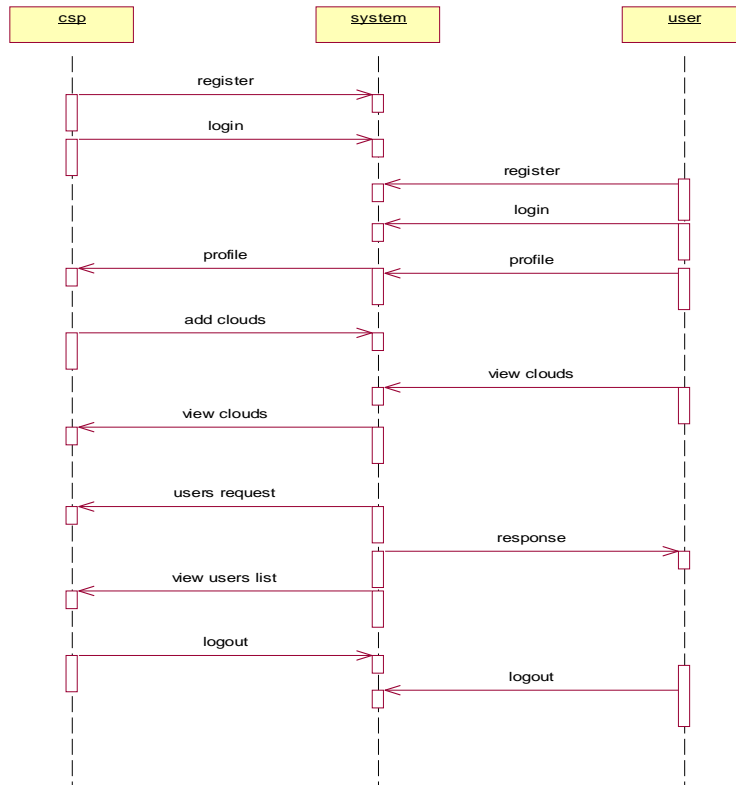 csp
system
user
register
login
register
login
profile
profile
add clouds
view clouds
view clouds
users request
response
view users list
logout
logout